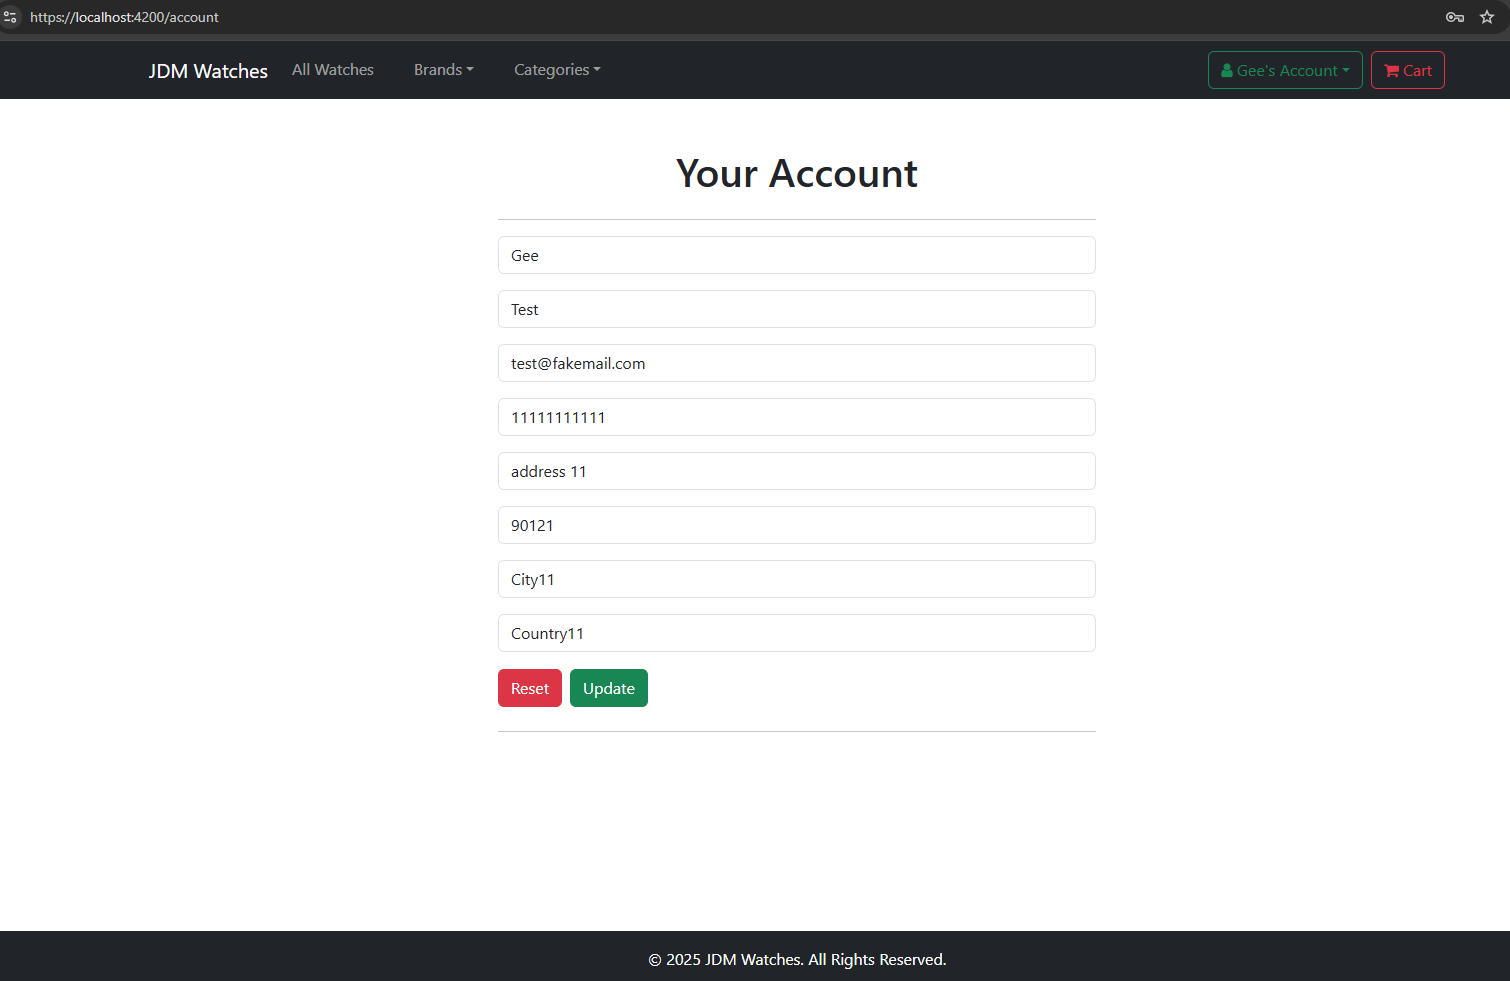 https://localhost:4200/account
JDM Watches All Watches Brands Categories Gee's Account Cart
Your Account
Gee
Test
test@fakemail.com
11111111111
address 11
90121
City11
Country11
Reset Update
© 2025 JDM Watches. All Rights Reserved.